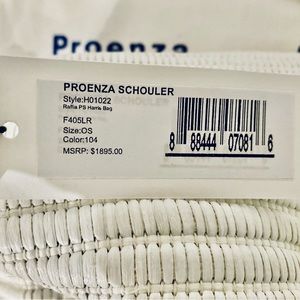 Proenza
PROENZA SCHOULER
Style:H01022
Raffia PS Harris Bag
F405LR
Size:OS
Color:104
MSRP: $1895.00
8 88444 07081 6